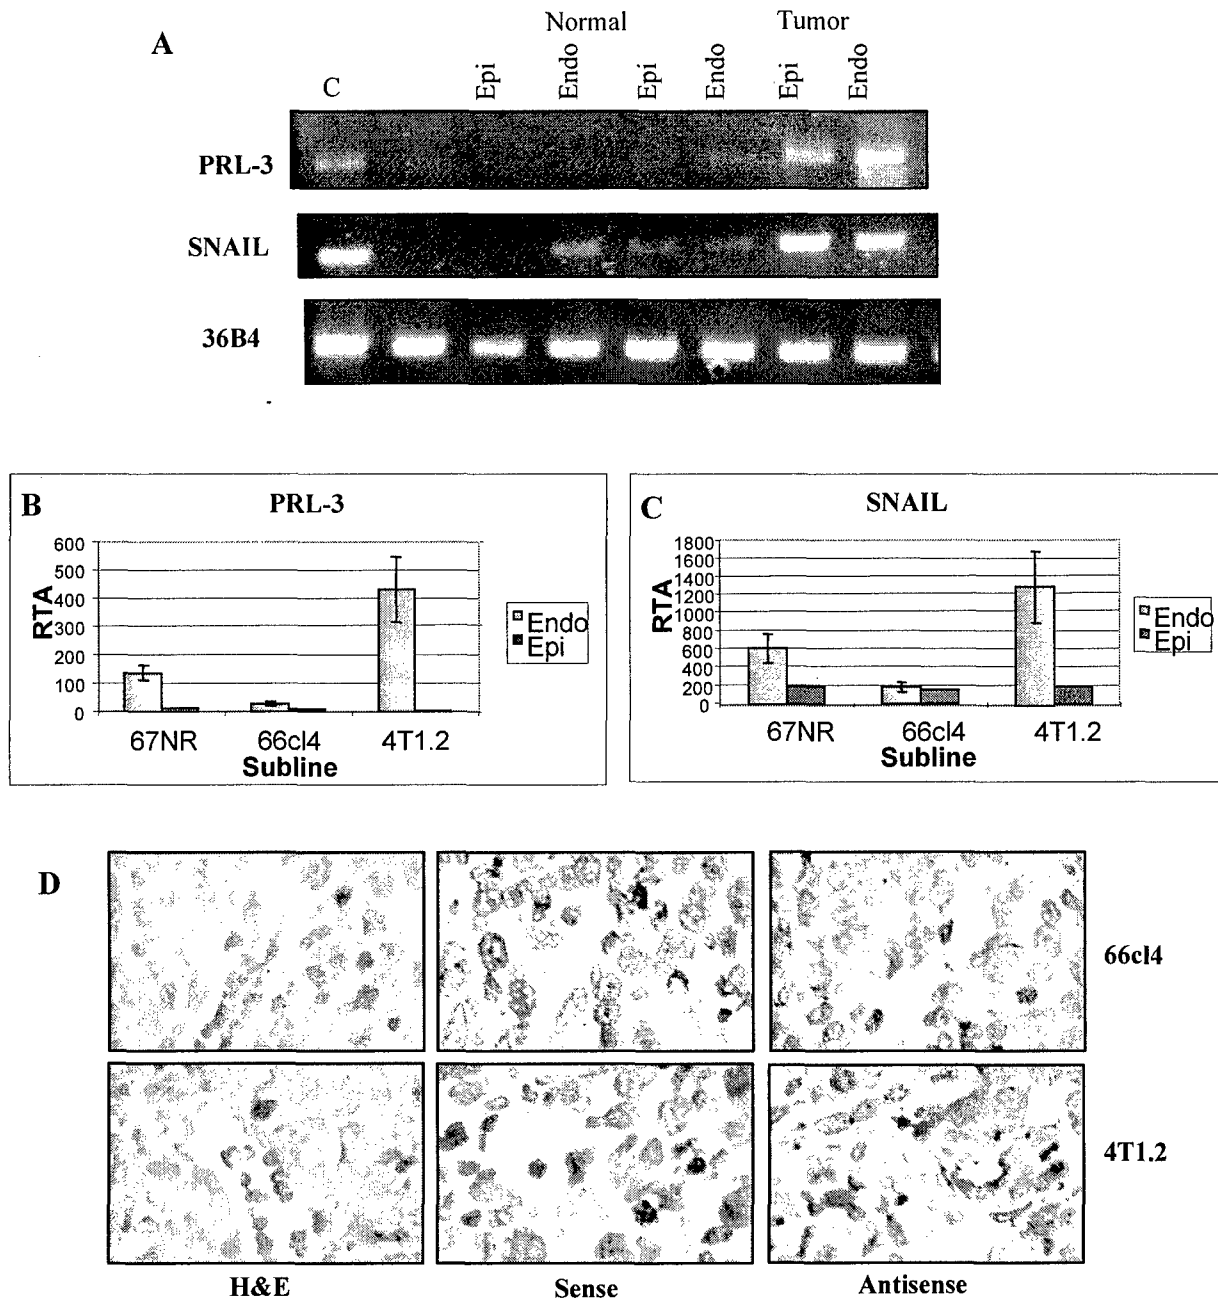 A
Normal
Tumor
C
Epi
Endo
Epi
Endo
Epi
Endo
PRL-3
SNAIL
36B4
B
PRL-3
RTA
600
500
400
300
200
100
0
67NR
66cl4
4T1.2
Subline
Endo
Epi
C
SNAIL
RTA
1800
1600
1400
1200
1000
800
600
400
200
0
67NR
66cl4
4T1.2
Subline
Endo
Epi
D
66cl4
4T1.2
H&E
Sense
Antisense